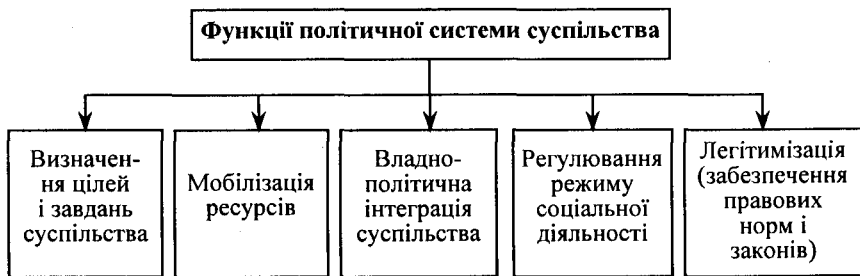 Функції політичної системи суспільства
Визначен-
ня цілей
і завдань
суспільства
Мобілізація
ресурсів
Владно-
політична
інтеграція
суспільства
Регулювання
режиму
соціальної
діяльності
Легітимізація
(забезпечення
правових
норм і
законів)